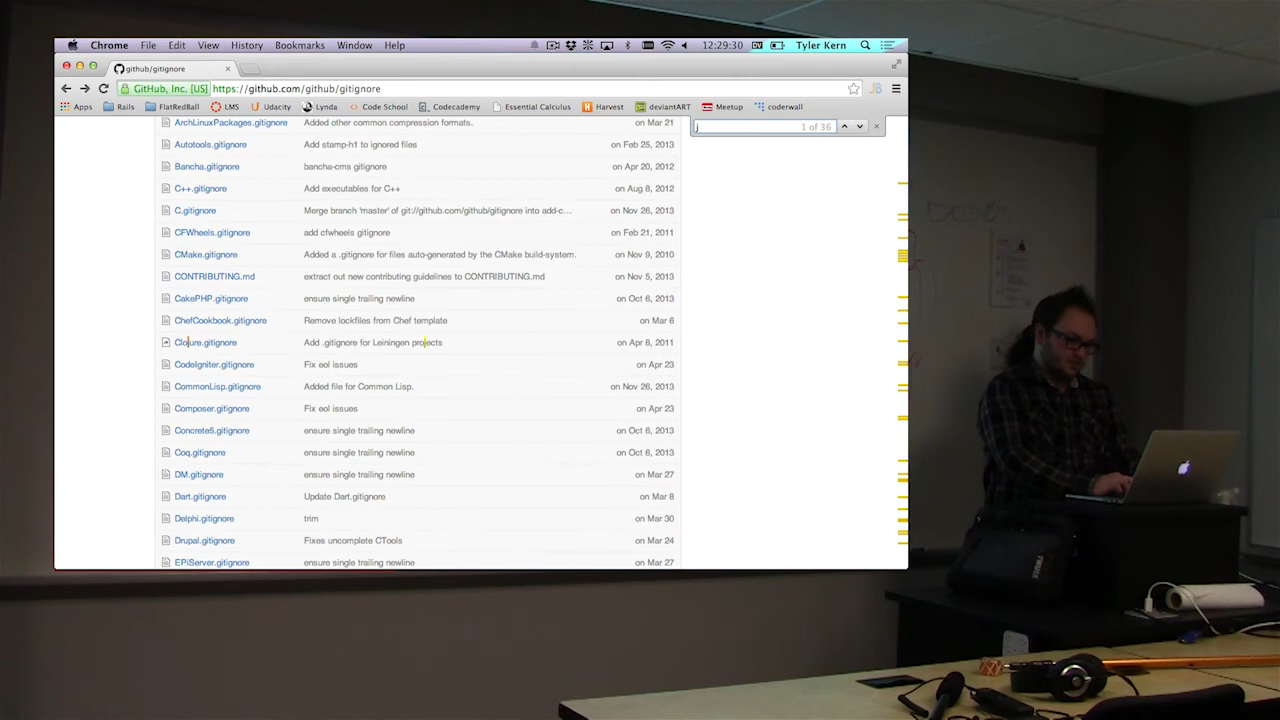 Chrome File Edit View History Bookmarks Window Help 12:29:30 Tyler Kern
github/gitignore
GitHub, Inc. [US] https://github.com/github/gitignore
Apps Rails FlatRedBall LMS Udacity Lynda Code School Codecademy Essential Calculus Harvest deviantART Meetup coderwall
j 1 of 36
ArchLinuxPackages.gitignore Added other common compression formats. on Mar 21
Autotools.gitignore Add stamp-h1 to ignored files on Feb 25, 2013
Bancha.gitignore bancha-cms gitignore on Apr 20, 2012
C++.gitignore Add executables for C++ on Aug 8, 2012
C.gitignore Merge branch 'master' of git://github.com/github/gitignore into add-c… on Nov 26, 2013
CFWheels.gitignore add cfwheels gitignore on Feb 21, 2011
CMake.gitignore Added a .gitignore for files auto-generated by the CMake build-system. on Nov 9, 2010
CONTRIBUTING.md extract out new contributing guidelines to CONTRIBUTING.md on Nov 5, 2013
CakePHP.gitignore ensure single trailing newline on Oct 6, 2013
ChefCookbook.gitignore Remove lockfiles from Chef template on Mar 6
Clojure.gitignore Add .gitignore for Leiningen projects on Apr 8, 2011
CodeIgniter.gitignore Fix eol issues on Apr 23
CommonLisp.gitignore Added file for Common Lisp. on Nov 26, 2013
Composer.gitignore Fix eol issues on Apr 23
Concrete5.gitignore ensure single trailing newline on Oct 6, 2013
Coq.gitignore ensure single trailing newline on Oct 6, 2013
DM.gitignore ensure single trailing newline on Mar 27
Dart.gitignore Update Dart.gitignore on Mar 8
Delphi.gitignore trim on Mar 30
Drupal.gitignore Fixes uncomplete CTools on Mar 24
EPiServer.gitignore ensure single trailing newline on Mar 27
THULE